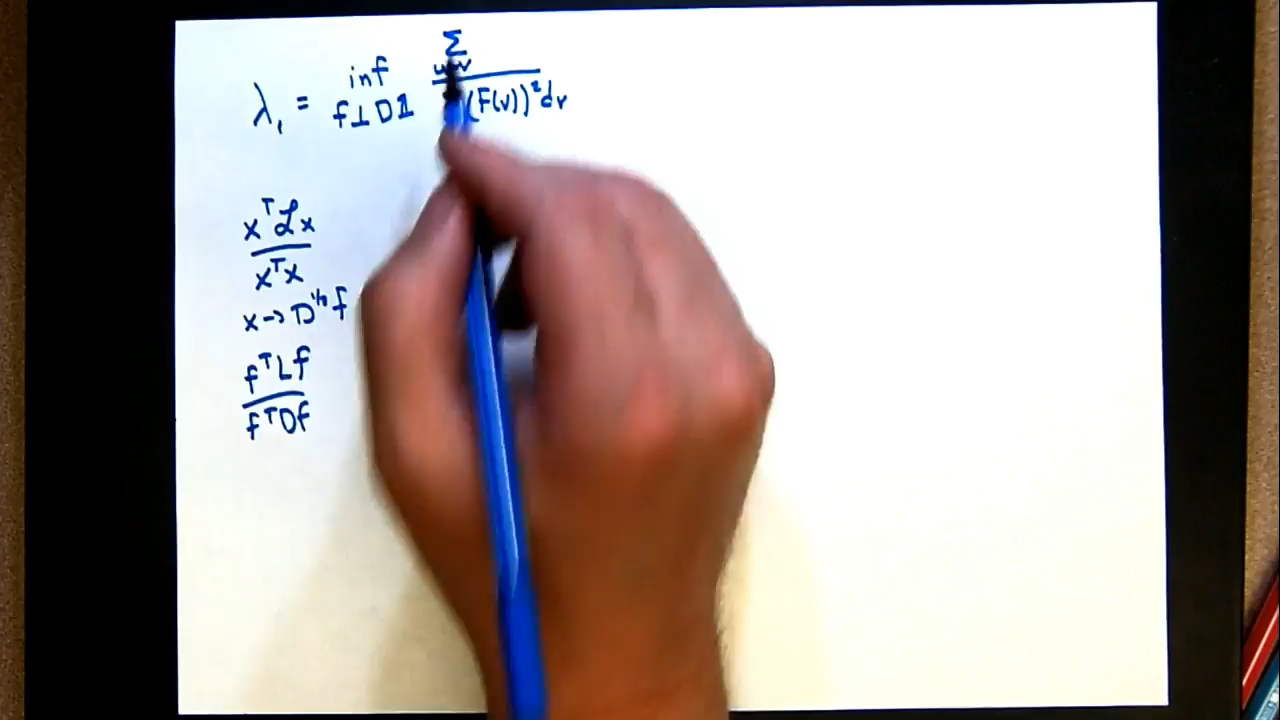 Σ
λ₁ = inf f⊥D𝟙 u~v / (f(v))²dv
xᵀℒx
xᵀx
x→D^{1/2}f
fᵀLf
fᵀDf